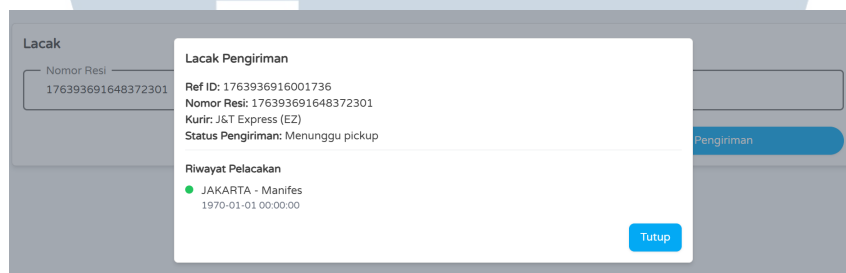 Lacak
Nomor Resi
176393691648372301
Pengiriman
Lacak Pengiriman
Ref ID: 1763936916001736
Nomor Resi: 176393691648372301
Kurir: J&T Express (EZ)
Status Pengiriman: Menunggu pickup
Riwayat Pelacakan
JAKARTA - Manifes
1970-01-01 00:00:00
Tutup